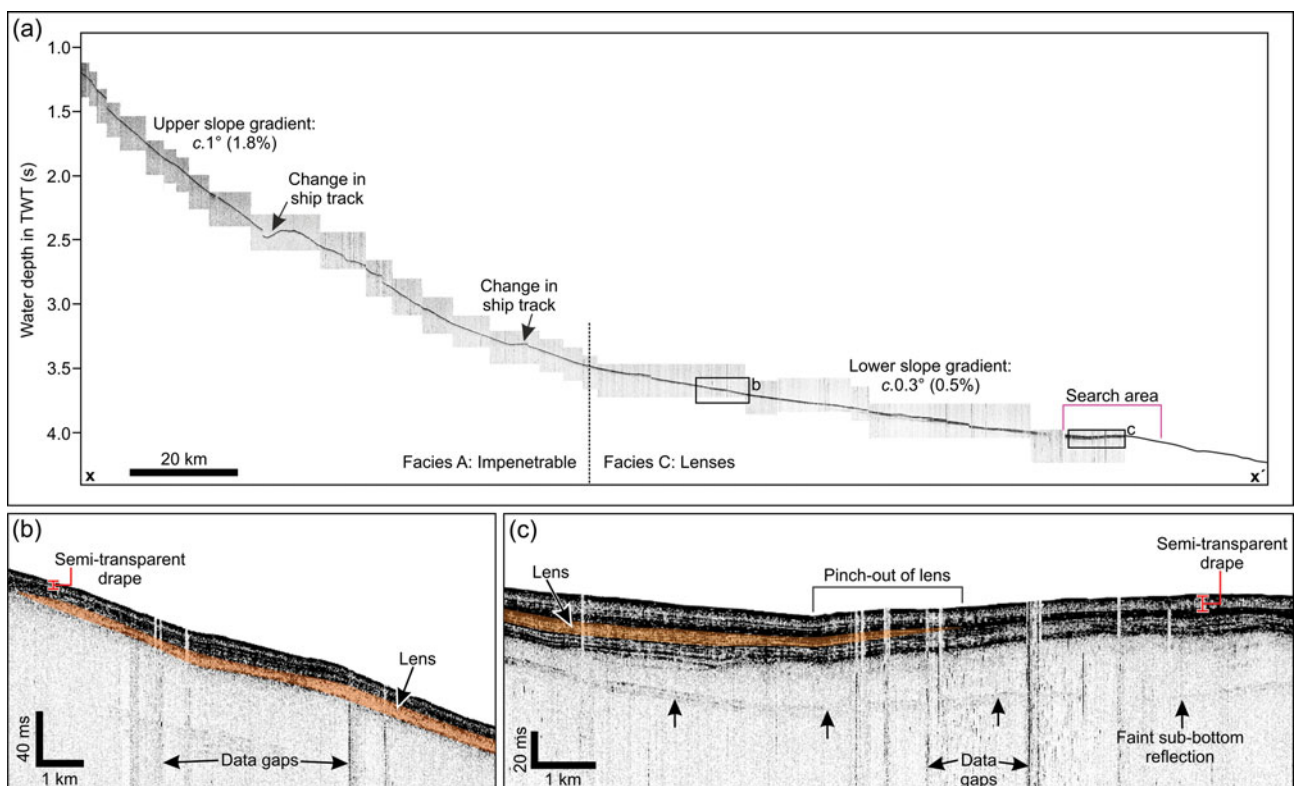 (a)
1.0
1.5
2.0
2.5
3.0
3.5
4.0
Water depth in TWT (s)
Upper slope gradient:
c.1° (1.8%)
Change in
ship track
Change in
ship track
Lower slope gradient:
c.0.3° (0.5%)
b
Search area
c
20 km
Facies A: Impenetrable
Facies C: Lenses
x
x´
(b)
Semi-transparent
drape
Lens
Data gaps
40 ms
1 km
(c)
Semi-transparent
drape
Lens
Pinch-out of lens
Faint sub-bottom
reflection
Data
gaps
20 ms
1 km